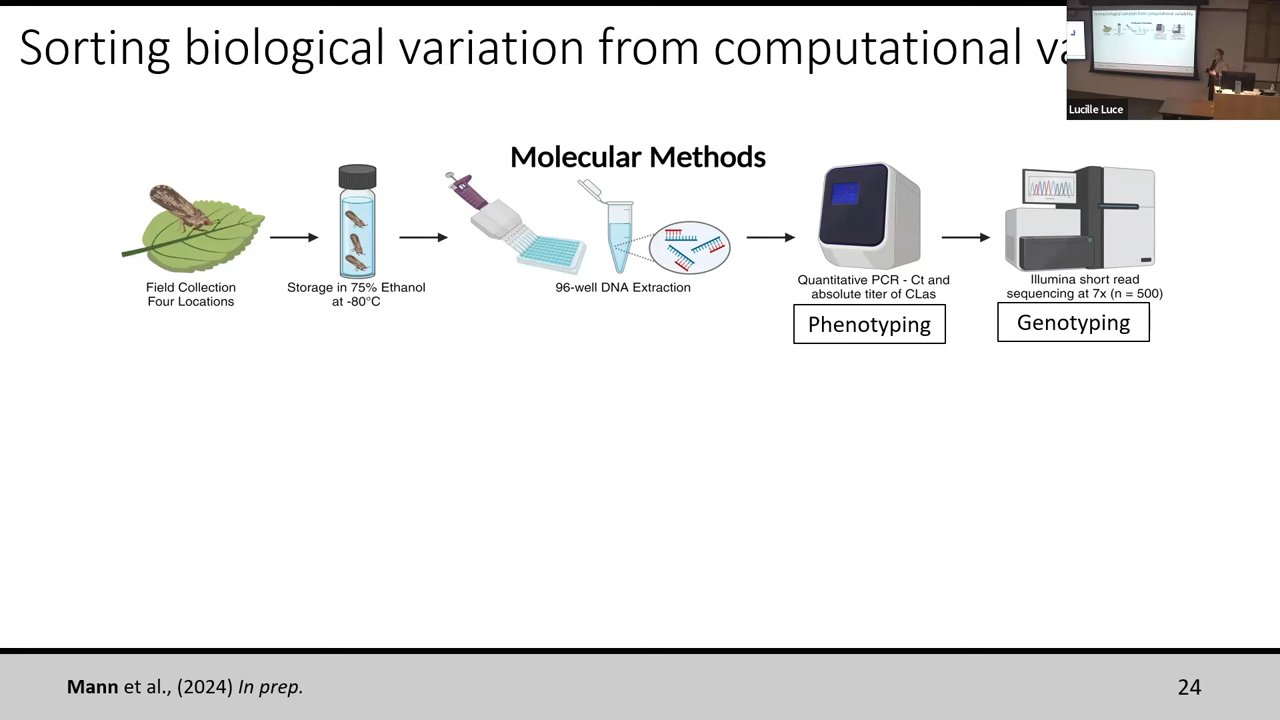 Sorting biological variation from computational va
Lucille Luce
Molecular Methods
Field Collection
Four Locations
Storage in 75% Ethanol
at -80°C
96-well DNA Extraction
Quantitative PCR - Ct and
absolute titer of CLas
Phenotyping
Illumina short read
sequencing at 7x (n = 500)
Genotyping
Mann et al., (2024) In prep.
24